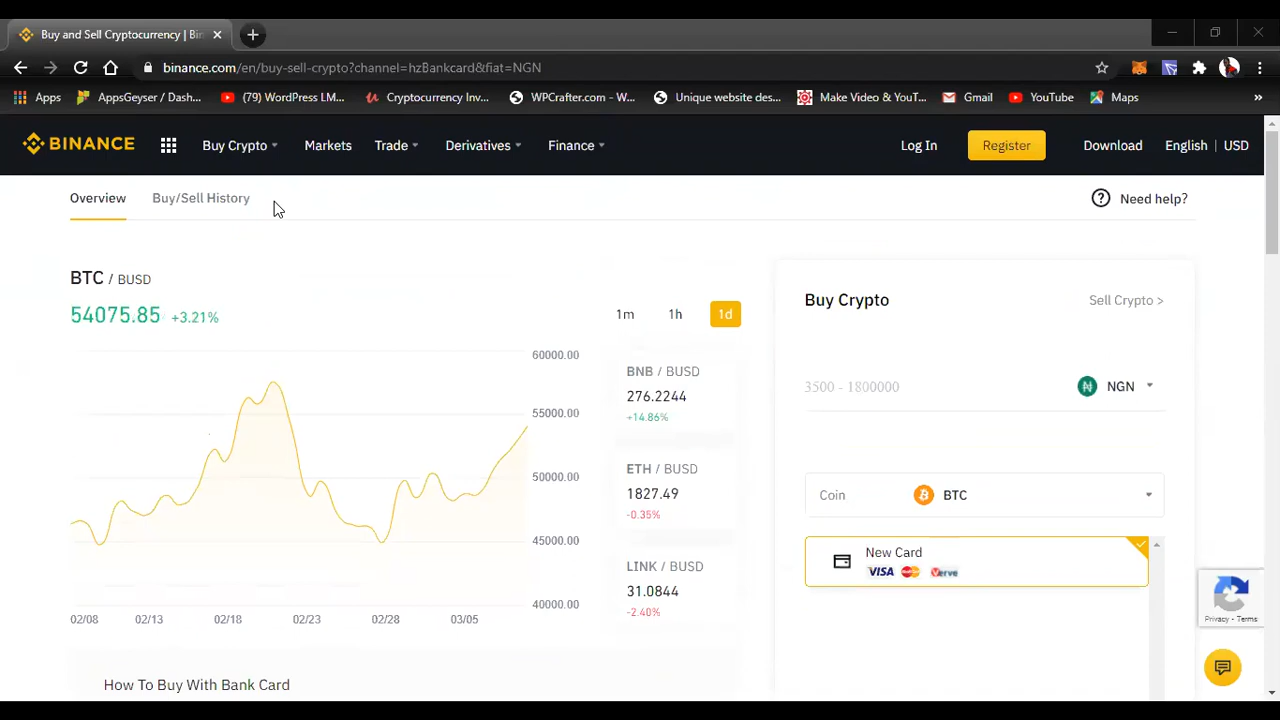 Buy and Sell Cryptocurrency | Bin
binance.com/en/buy-sell-crypto?channel=hzBankcard&fiat=NGN
Apps AppsGeyser / Dash... (79) WordPress LM... Cryptocurrency Inv... WPCrafter.com - W... Unique website des... Make Video & YouT... Gmail YouTube Maps »
BINANCE Buy Crypto Markets Trade Derivatives Finance Log In Register Download English | USD
Overview Buy/Sell History Need help?
BTC / BUSD
54075.85 +3.21%
1m 1h 1d
60000.00
55000.00
50000.00
45000.00
40000.00
02/08 02/13 02/18 02/23 02/28 03/05
BNB / BUSD
276.2244
+14.86%
ETH / BUSD
1827.49
-0.35%
LINK / BUSD
31.0844
-2.40%
How To Buy With Bank Card
Buy Crypto Sell Crypto >
3500 - 1800000 NGN
Coin BTC
New Card
VISA Verve
Privacy - Terms